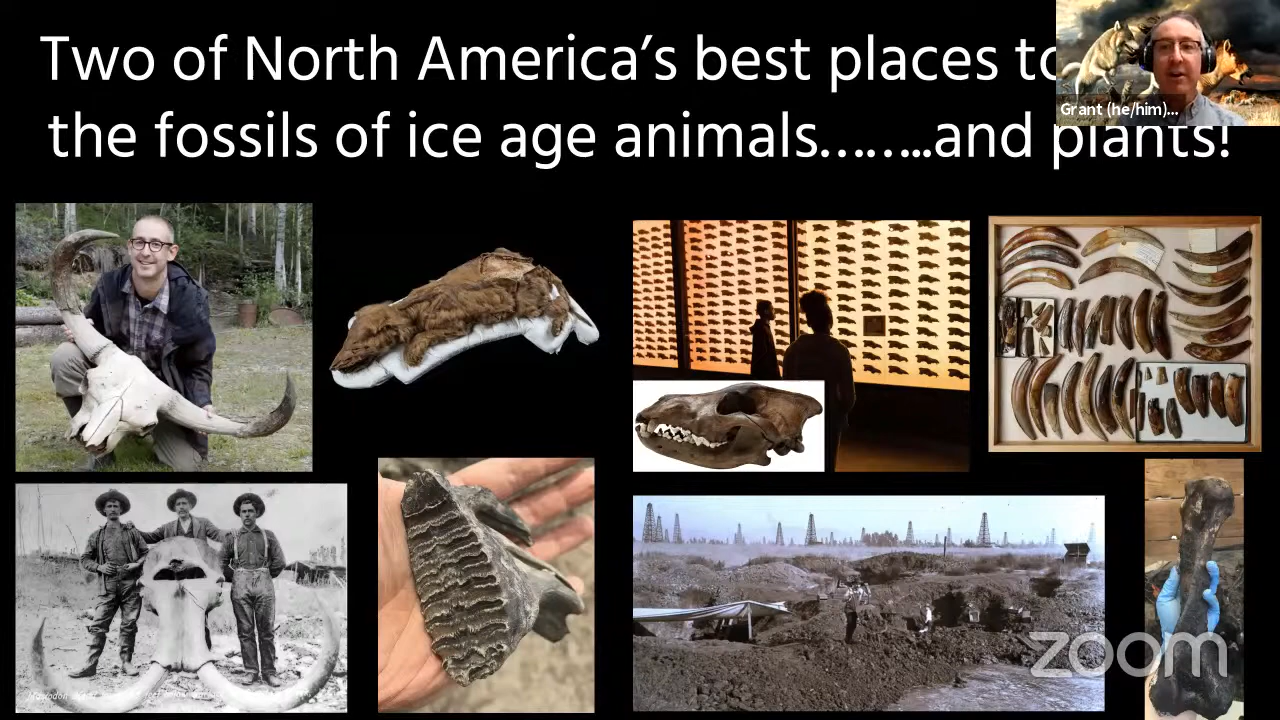 Two of North America's best places to
the fossils of ice age animals........and plants!
Grant (he/him)...
zoom